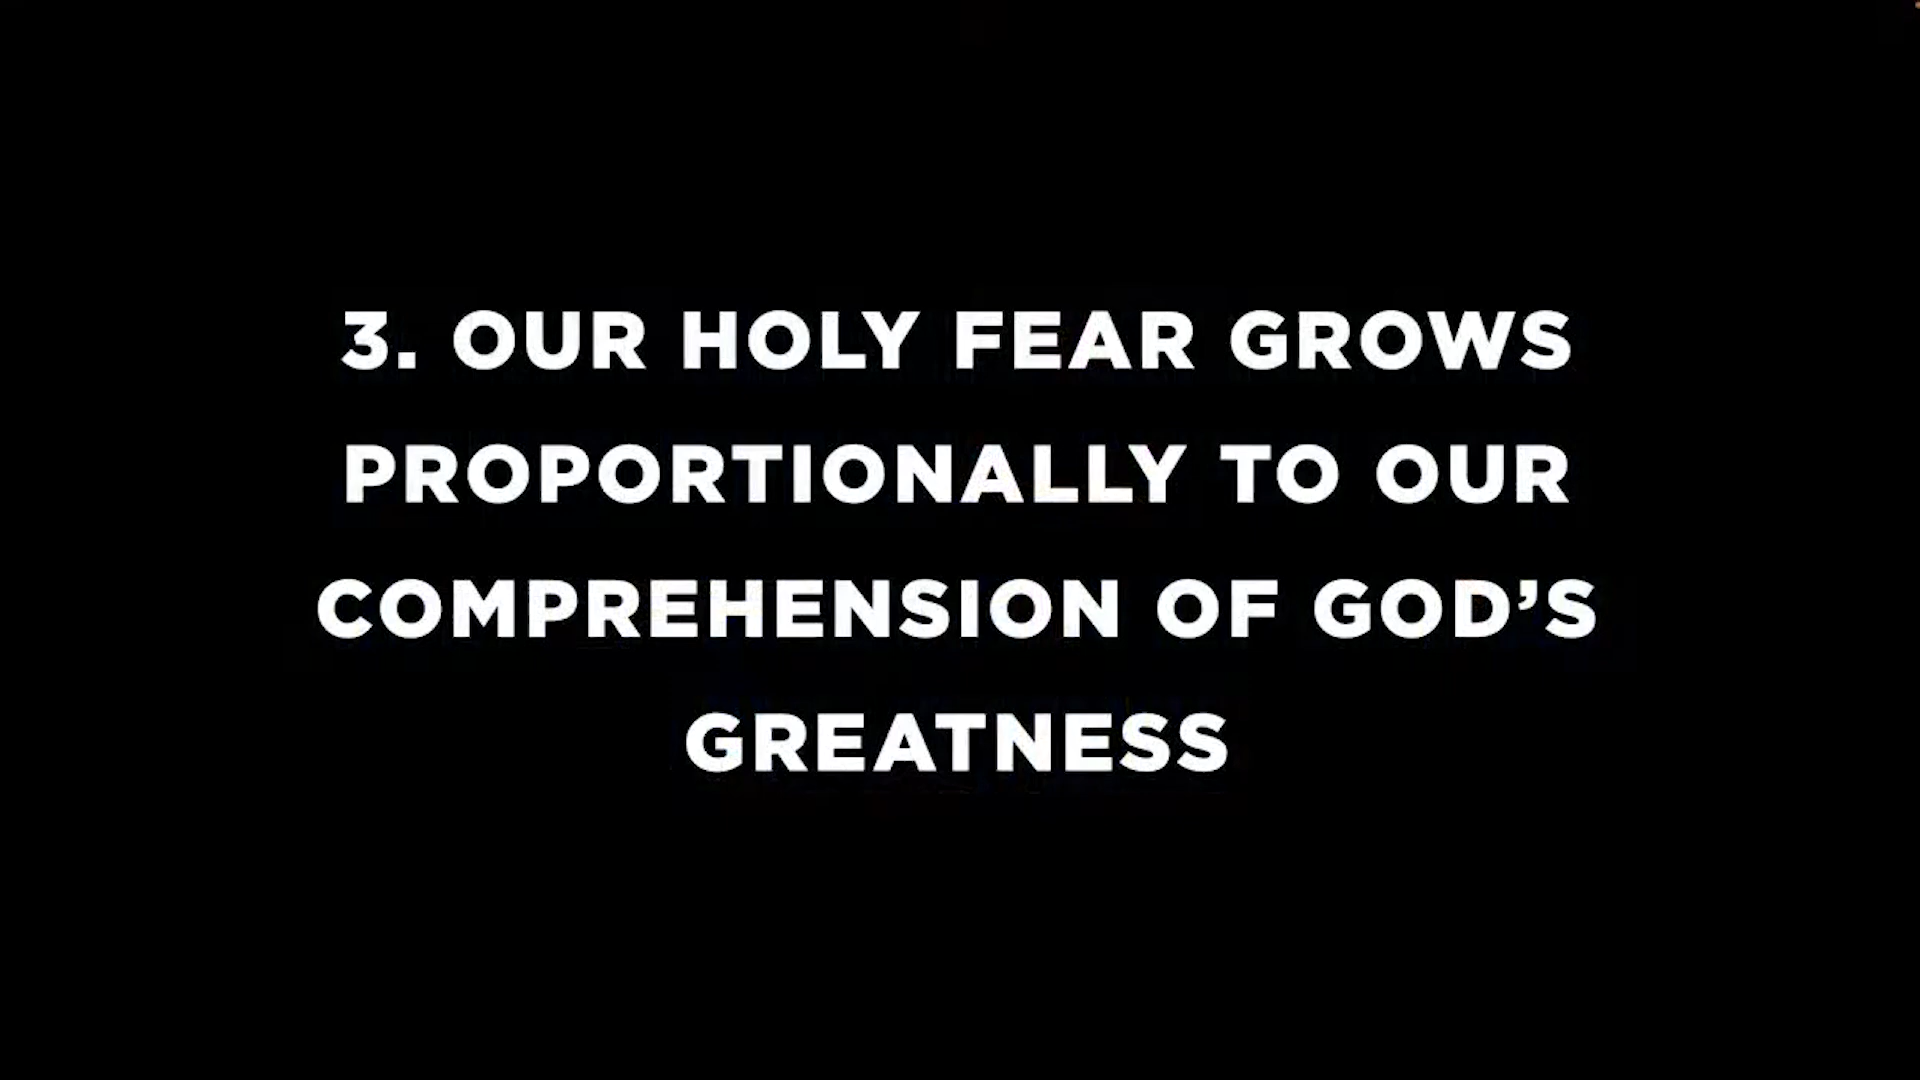 3. OUR HOLY FEAR GROWS
PROPORTIONALLY TO OUR
COMPREHENSION OF GOD’S
GREATNESS